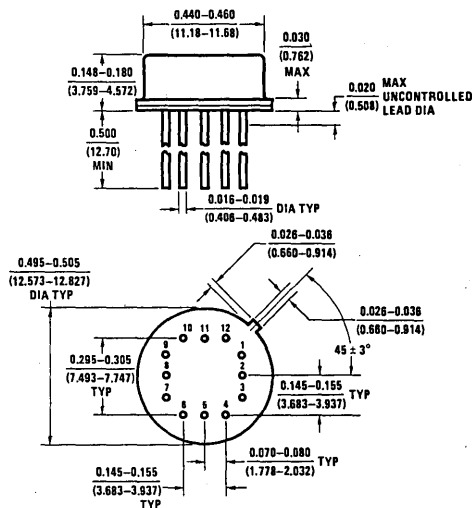 0.440–0.460
(11.18–11.68)
0.030
(0.762)
MAX
0.148–0.180
(3.759–4.572)
0.020
(0.508)
MAX
UNCONTROLLED
LEAD DIA
0.500
(12.70)
MIN
0.016–0.019
(0.406–0.483)
DIA TYP
0.026–0.036
(0.660–0.914)
0.495–0.505
(12.573–12.827)
DIA TYP
0.026–0.036
(0.660–0.914)
45 ± 3°
10 11 12
9 1
8 2
7 3
6 5 4
0.295–0.305
(7.493–7.747)
TYP
0.145–0.155
(3.683–3.937)
TYP
0.070–0.080
(1.778–2.032)
TYP
0.145–0.155
(3.683–3.937)
TYP